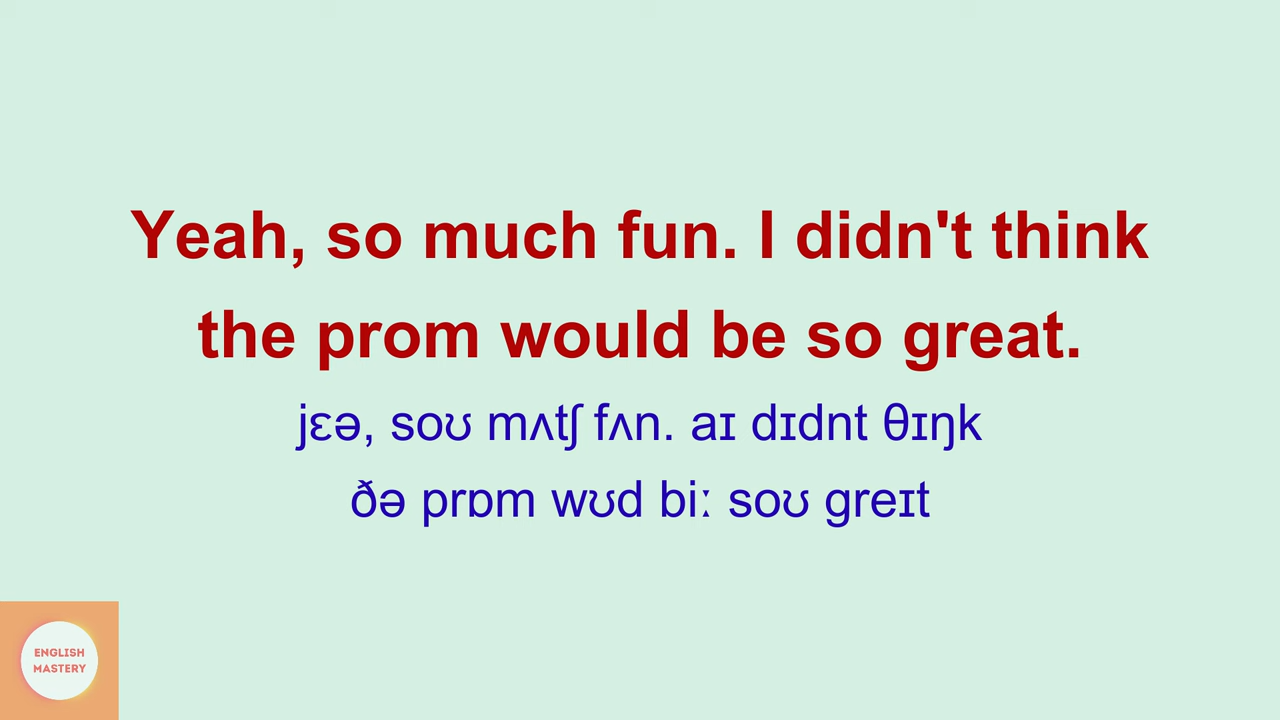 Yeah, so much fun. I didn't think
the prom would be so great.
jɛə, soʊ mʌtʃ fʌn. aɪ dɪdnt θɪŋk
ðə prɒm wʊd biː soʊ greɪt
ENGLISH
MASTERY